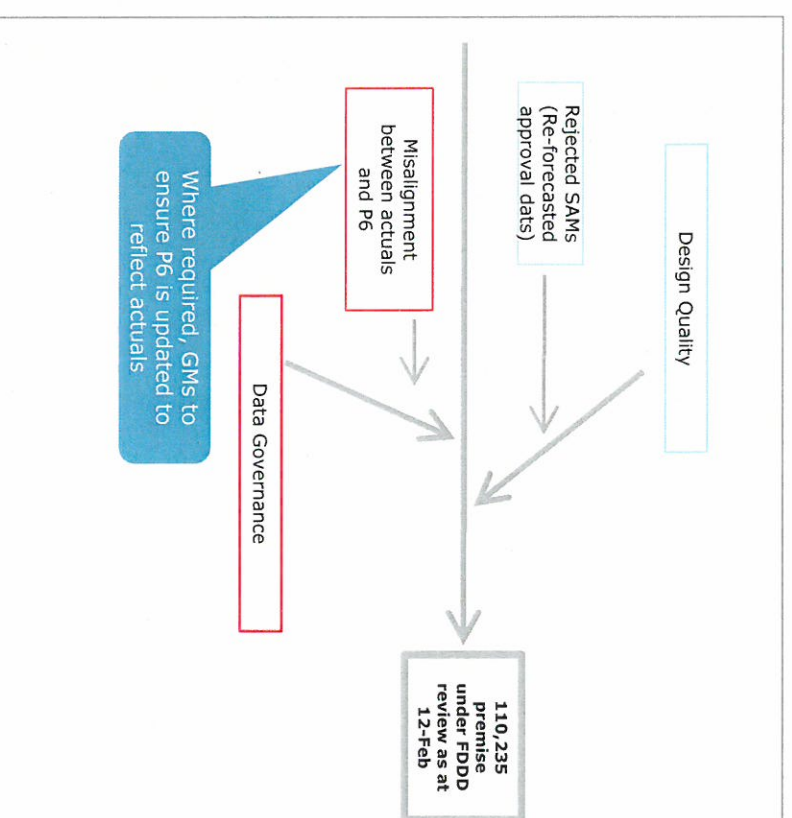 Design Quality
Rejected SAMs
(Re-forecasted
approval dats)
Misalignment
between actuals
and P6
Where required, GMs to
ensure P6 is updated to
reflect actuals
Data Governance
110,235
premise
under FDDD
review as at
12-Feb